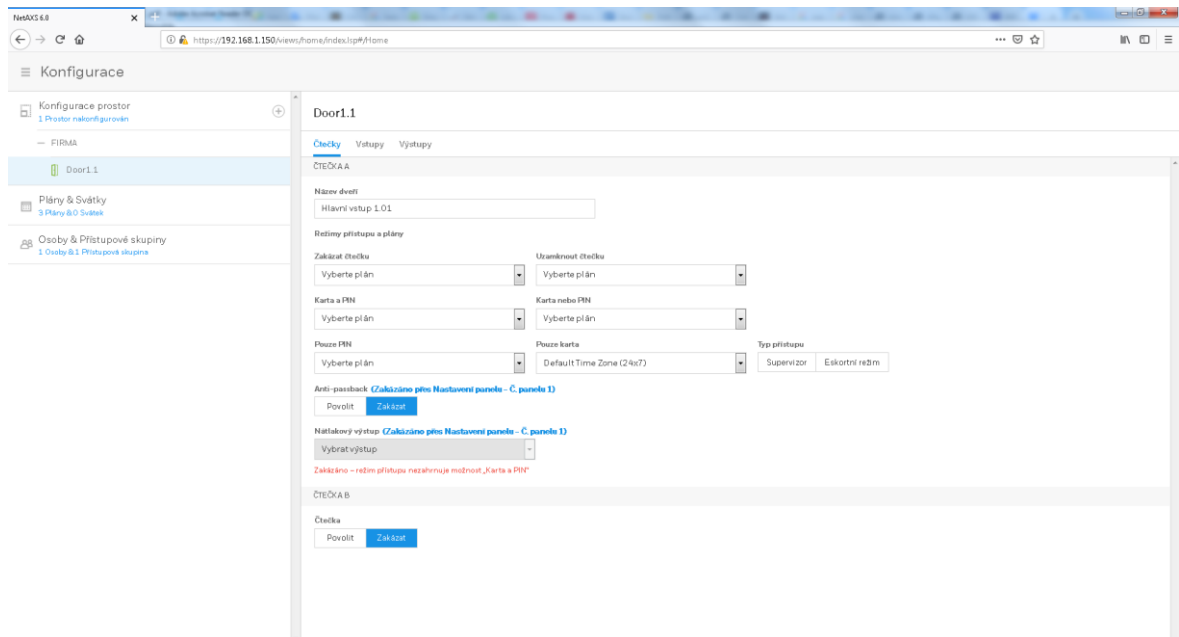 NetAXS 6.0
https://192.168.1.150/views/home/index.lsp#/Home
Konfigurace
Konfigurace prostor
1 Prostor nakonfigurován
FIRMA
Door1.1
Plány & Svátky
3 Plány & 0 Svátek
Osoby & Přístupové skupiny
1 Osoby & 1 Přístupová skupina
Door1.1
Čtečky Vstupy Výstupy
ČTEČKA A
Název dveří
Hlavní vstup 1.01
Režimy přístupu a plány
Zakázat čtečku Uzamknout čtečku
Vyberte plán Vyberte plán
Karta a PIN Karta nebo PIN
Vyberte plán Vyberte plán
Pouze PIN Pouze karta Typ přístupu
Vyberte plán Default Time Zone (24x7) Supervizor Eskortní režim
Anti-passback (Zakázáno přes Nastavení panelu - Č. panelu 1)
Povolit Zakázat
Nátlakový výstup (Zakázáno přes Nastavení panelu - Č. panelu 1)
Vybrat výstup
Zakázáno – režim přístupu nezahrnuje možnost „Karta a PIN"
ČTEČKA B
Čtečka
Povolit Zakázat